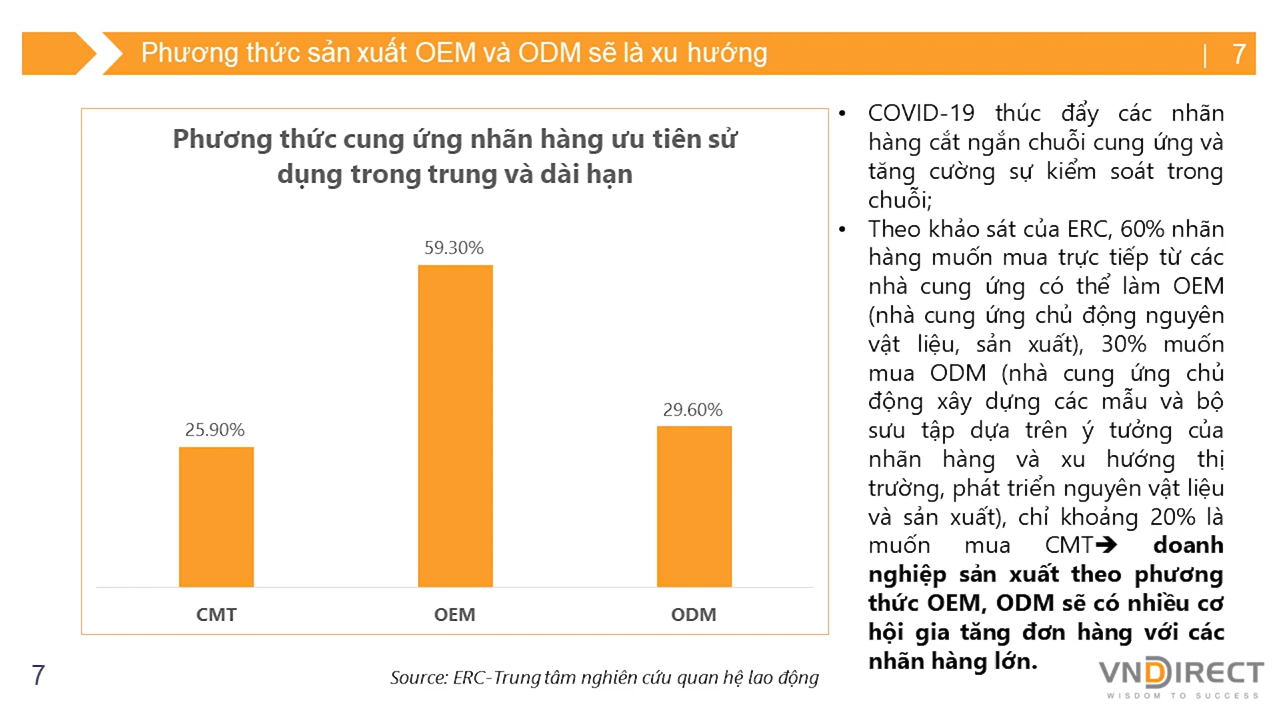 Phương thức sản xuất OEM và ODM sẽ là xu hướng
| 7
Phương thức cung ứng nhãn hàng ưu tiên sử
dụng trong trung và dài hạn
59.30%
29.60%
25.90%
CMT
OEM
ODM
• COVID-19 thúc đẩy các nhãn
hàng cắt ngắn chuỗi cung ứng và
tăng cường sự kiểm soát trong
chuỗi;
• Theo khảo sát của ERC, 60% nhãn
hàng muốn mua trực tiếp từ các
nhà cung ứng có thể làm OEM
(nhà cung ứng chủ động nguyên
vật liệu, sản xuất), 30% muốn
mua ODM (nhà cung ứng chủ
động xây dựng các mẫu và bộ
sưu tập dựa trên ý tưởng của
nhãn hàng và xu hướng thị
trường, phát triển nguyên vật liệu
và sản xuất), chỉ khoảng 20% là
muốn mua CMT➔ doanh
nghiệp sản xuất theo phương
thức OEM, ODM sẽ có nhiều cơ
hội gia tăng đơn hàng với các
nhãn hàng lớn.
7
Source: ERC-Trung tâm nghiên cứu quan hệ lao động
VNDIRECT
WISDOM TO SUCCESS